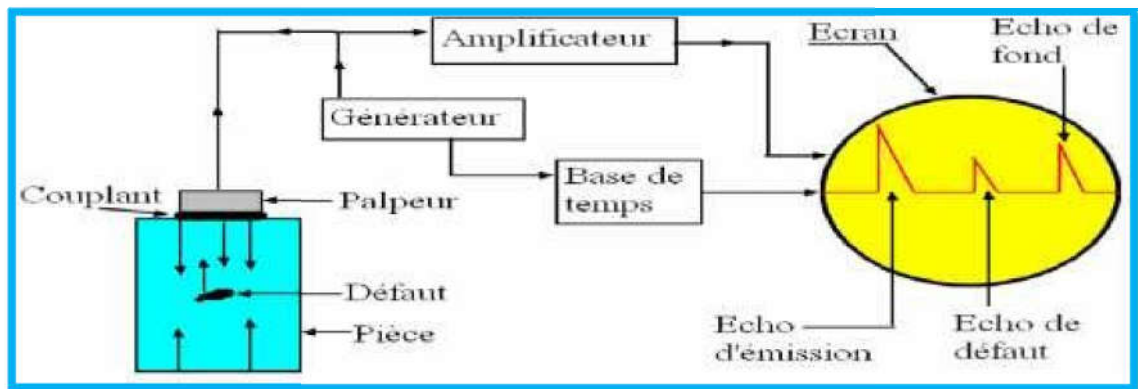 Amplificateur
Ecran
Echo de
fond
Générateur
Couplant
Palpeur
Base de
temps
Défaut
Pièce
Echo
d'émission
Echo de
défaut